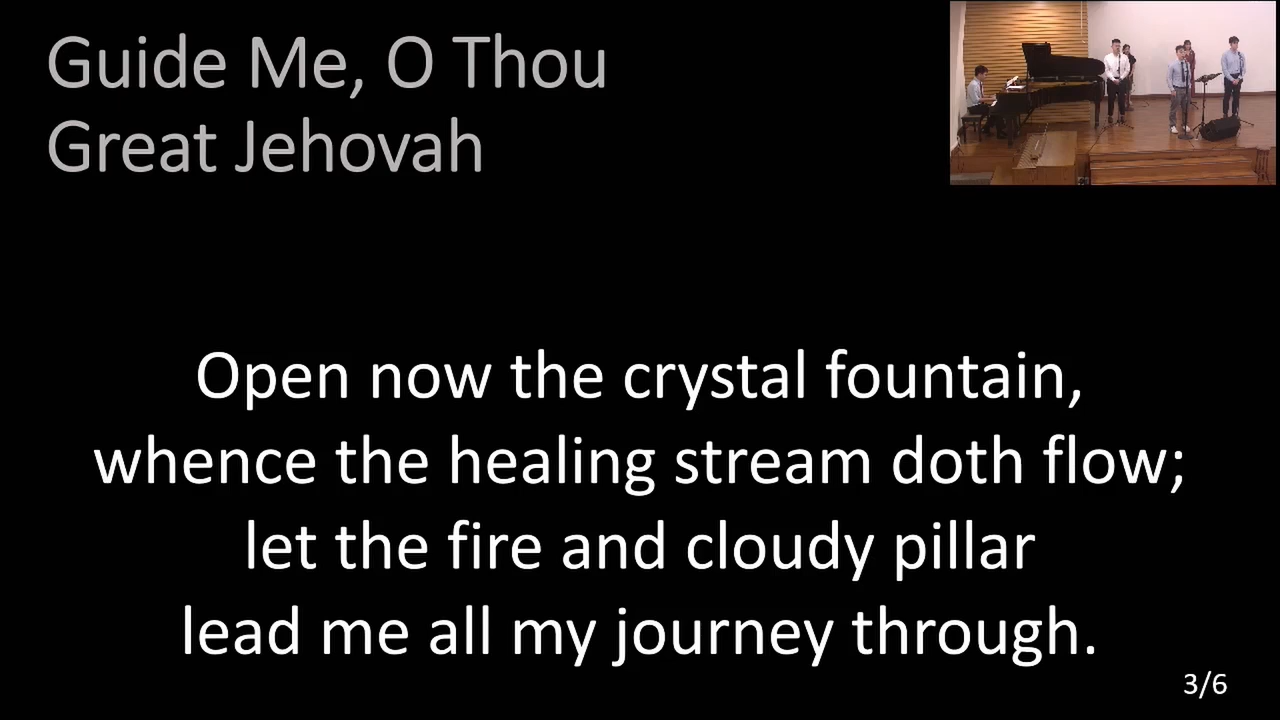 Guide Me, O Thou
Great Jehovah
Open now the crystal fountain,
whence the healing stream doth flow;
let the fire and cloudy pillar
lead me all my journey through.
3/6